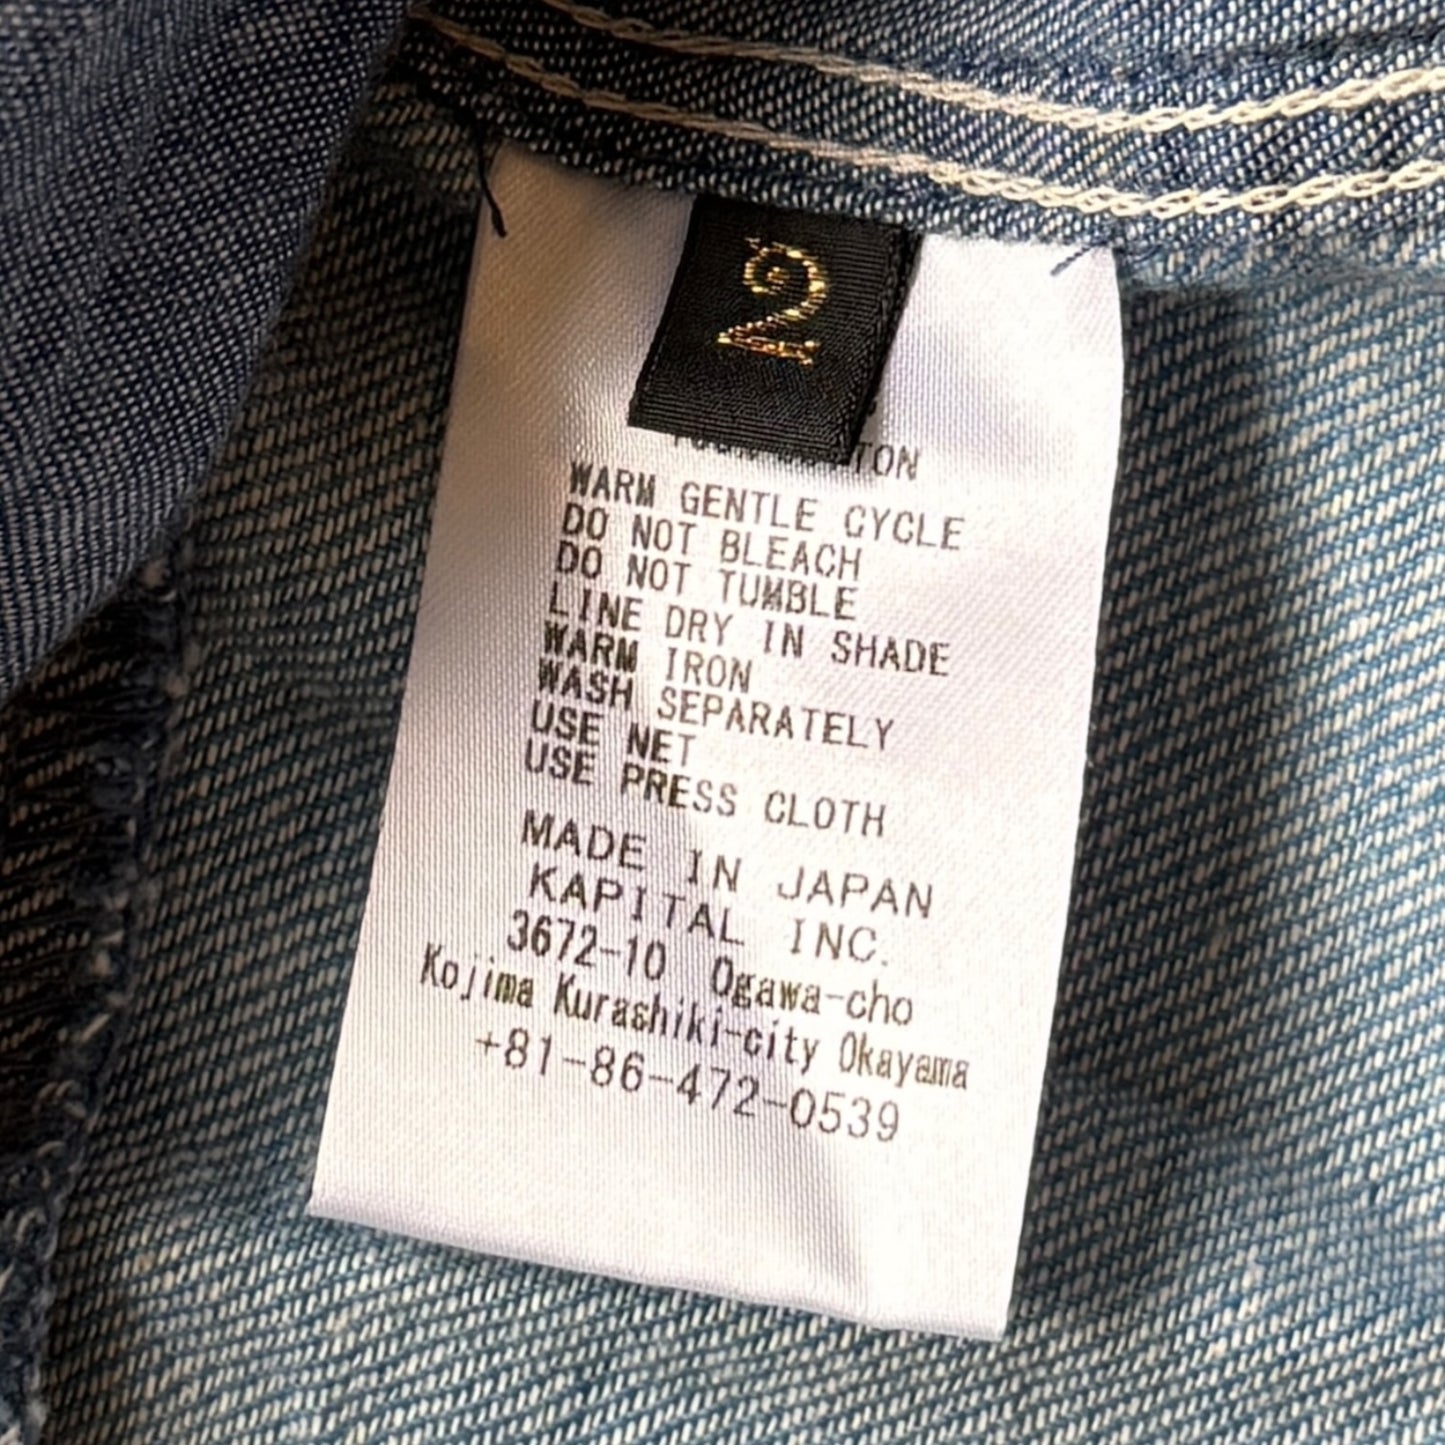 2
WARM GENTLE CYCLE
DO NOT BLEACH
DO NOT TUMBLE
LINE DRY IN SHADE
WARM IRON
WASH SEPARATELY
USE NET
USE PRESS CLOTH
MADE IN JAPAN
KAPITAL INC.
3672-10 Ogawa-cho
Kojima Kurashiki-city Okayama
+81-86-472-0539